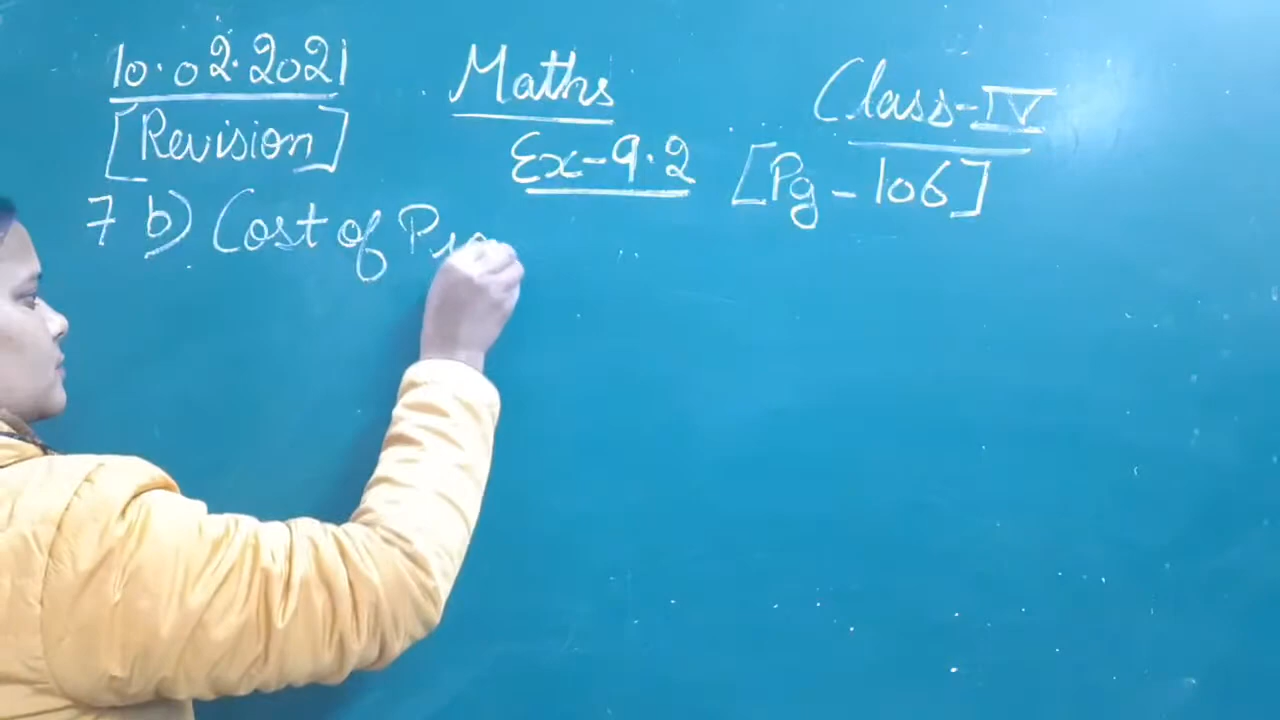 10.02.2021 Maths Class-IV
[Revision] Ex-9.2 [Pg-106]
7 b) Cost of